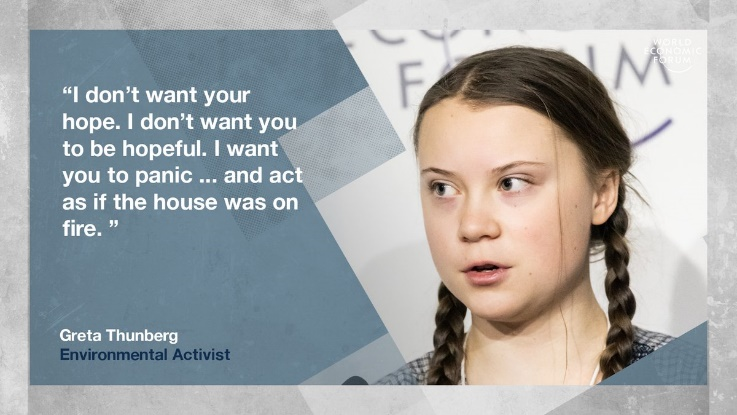 “I don’t want your
hope. I don’t want you
to be hopeful. I want
you to panic ... and act
as if the house was on
fire. ”
Greta Thunberg
Environmental Activist
FORUM
WORLD
ECONOMIC
FORUM